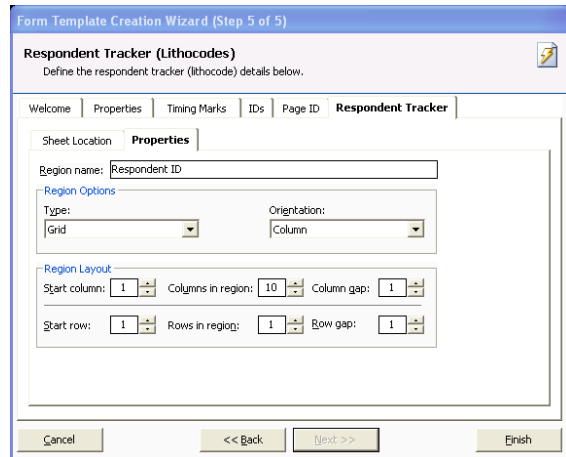 Form Template Creation Wizard (Step 5 of 5)
Respondent Tracker (Lithocodes)
Define the respondent tracker (lithocode) details below.
Welcome Properties Timing Marks IDs Page ID Respondent Tracker
Sheet Location Properties
Region name: Respondent ID
Region Options
Type: Orientation:
Grid Column
Region Layout
Start column: 1 Columns in region: 10 Column gap: 1
Start row: 1 Rows in region: 1 Row gap: 1
Cancel << Back Next >> Finish